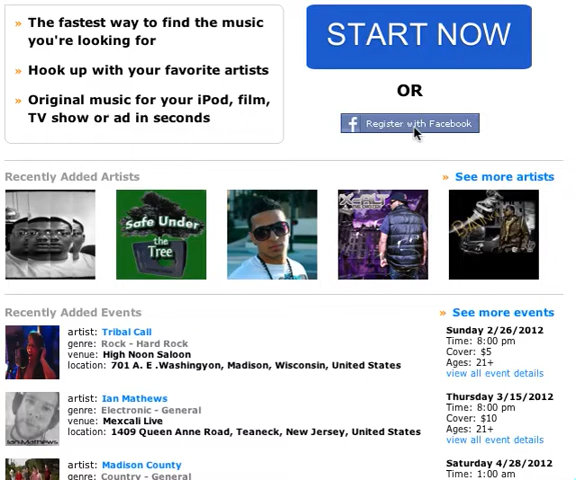 » The fastest way to find the music
you're looking for
» Hook up with your favorite artists
» Original music for your iPod, film,
TV show or ad in seconds
START NOW
OR
f Register with Facebook
Recently Added Artists
» See more artists
Safe Under
the
Tree
Recently Added Events
» See more events
artist: Tribal Call
genre: Rock - Hard Rock
venue: High Noon Saloon
location: 701 A. E .Washingyon, Madison, Wisconsin, United States
Sunday 2/26/2012
Time: 8:00 pm
Cover: $5
Ages: 21+
view all event details
Ian Mathews
artist: Ian Mathews
genre: Electronic - General
venue: Mexcali Live
location: 1409 Queen Anne Road, Teaneck, New Jersey, United States
Thursday 3/15/2012
Time: 8:00 pm
Cover: $10
Ages: 21+
view all event details
artist: Madison County
genre: Country - General
Saturday 4/28/2012
Time: 1:00 am